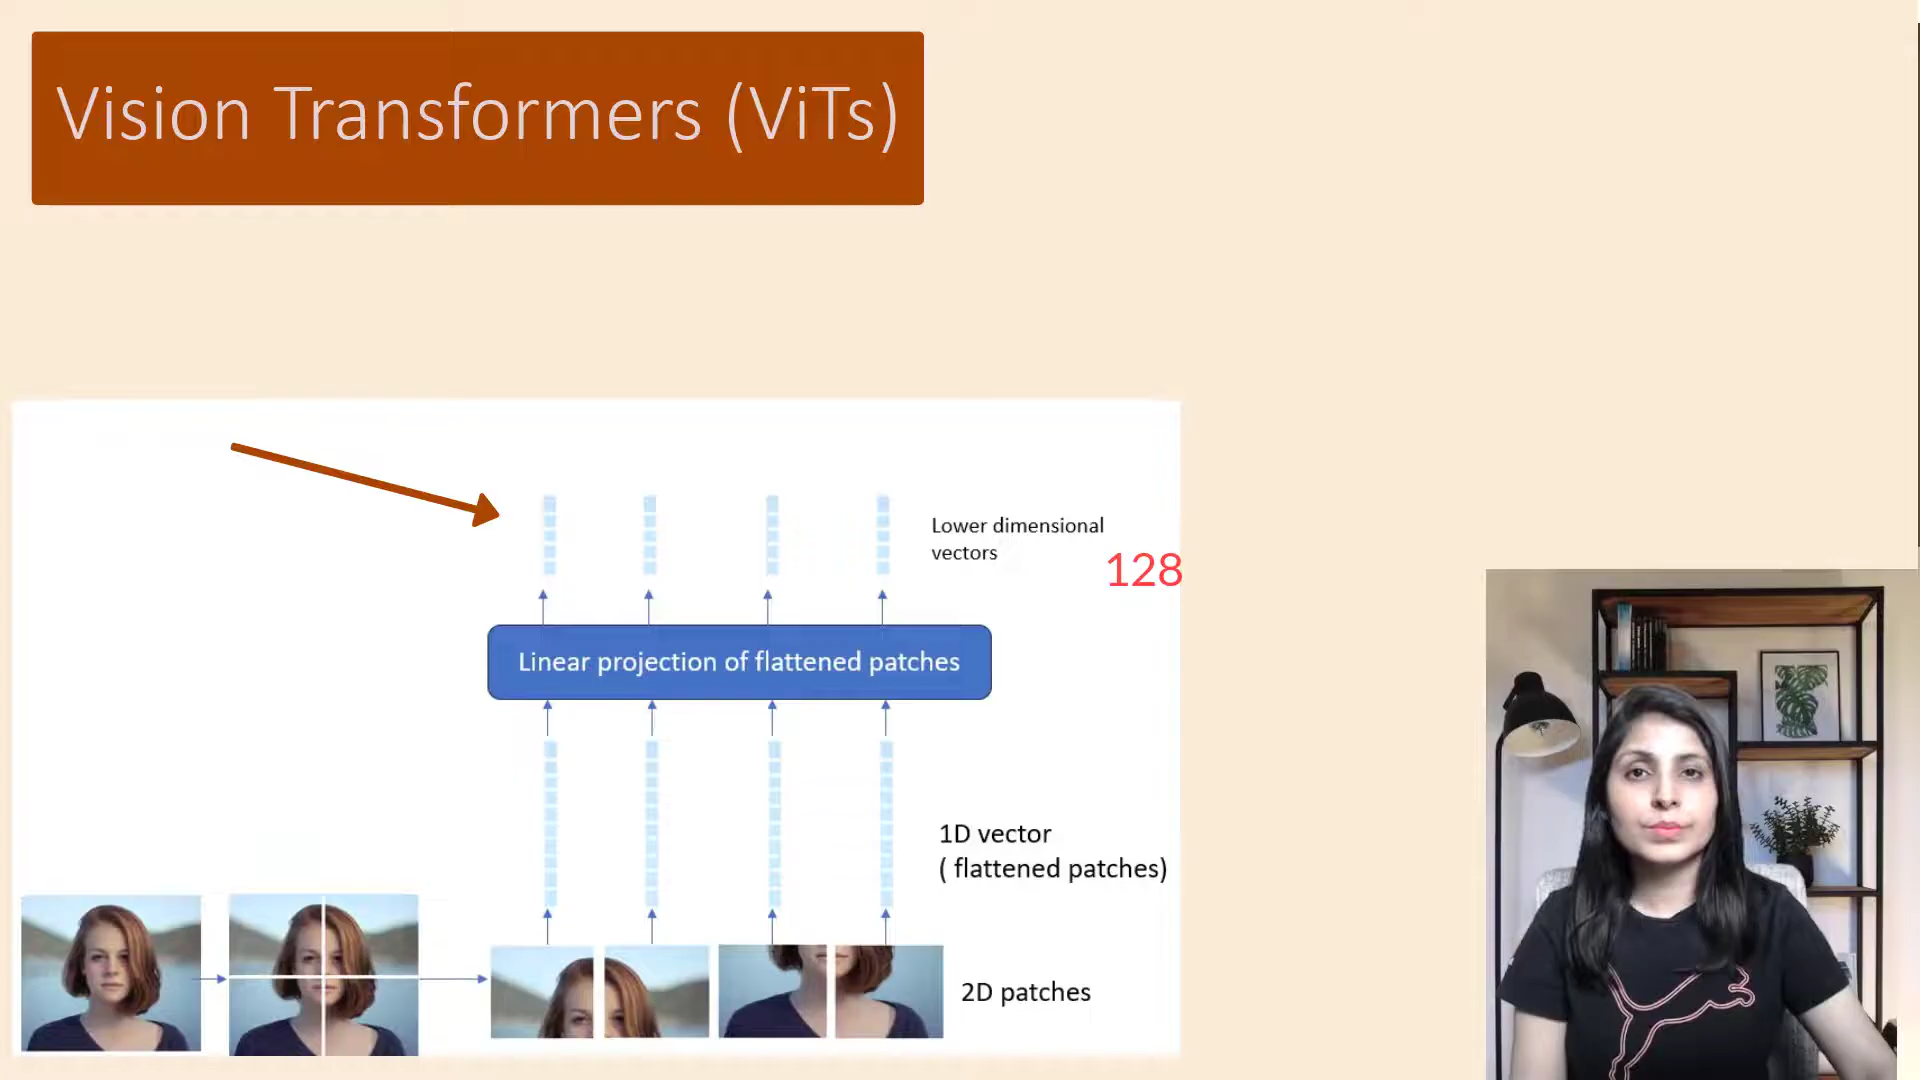 Vision Transformers (ViTs)
Lower dimensional
vectors
128
Linear projection of flattened patches
1D vector
( flattened patches)
2D patches